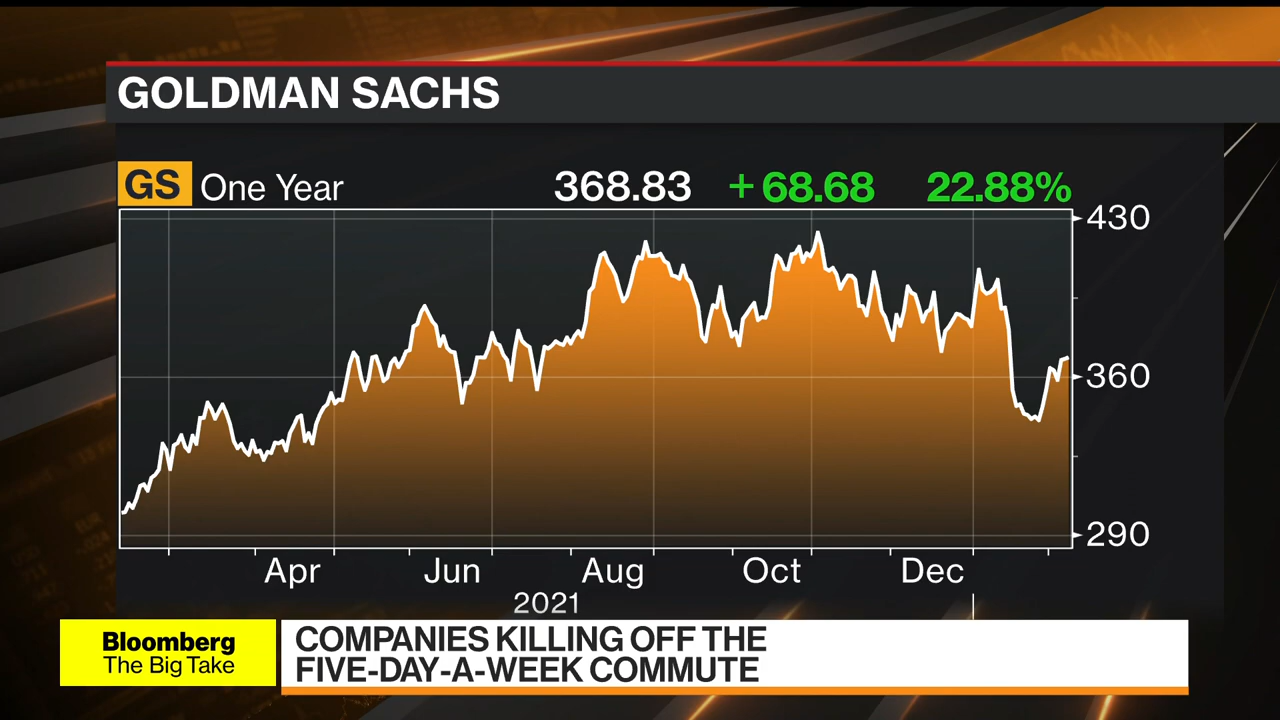 GOLDMAN SACHS
GS One Year 368.83 +68.68 22.88%
430
360
290
Apr Jun Aug Oct Dec
2021
Bloomberg
The Big Take
COMPANIES KILLING OFF THE
FIVE-DAY-A-WEEK COMMUTE